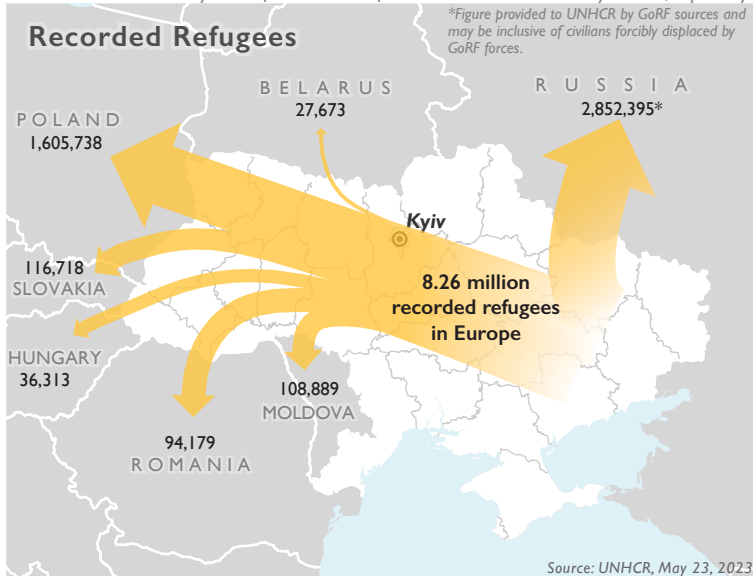 Recorded Refugees
*Figure provided to UNHCR by GoRF sources and
may be inclusive of civilians forcibly displaced by
GoRF forces.
BELARUS
27,673
RUSSIA
2,852,395*
POLAND
1,605,738
Kyiv
116,718
SLOVAKIA
8.26 million
recorded refugees
in Europe
HUNGARY
36,313
108,889
MOLDOVA
94,179
ROMANIA
Source: UNHCR, May 23, 2023